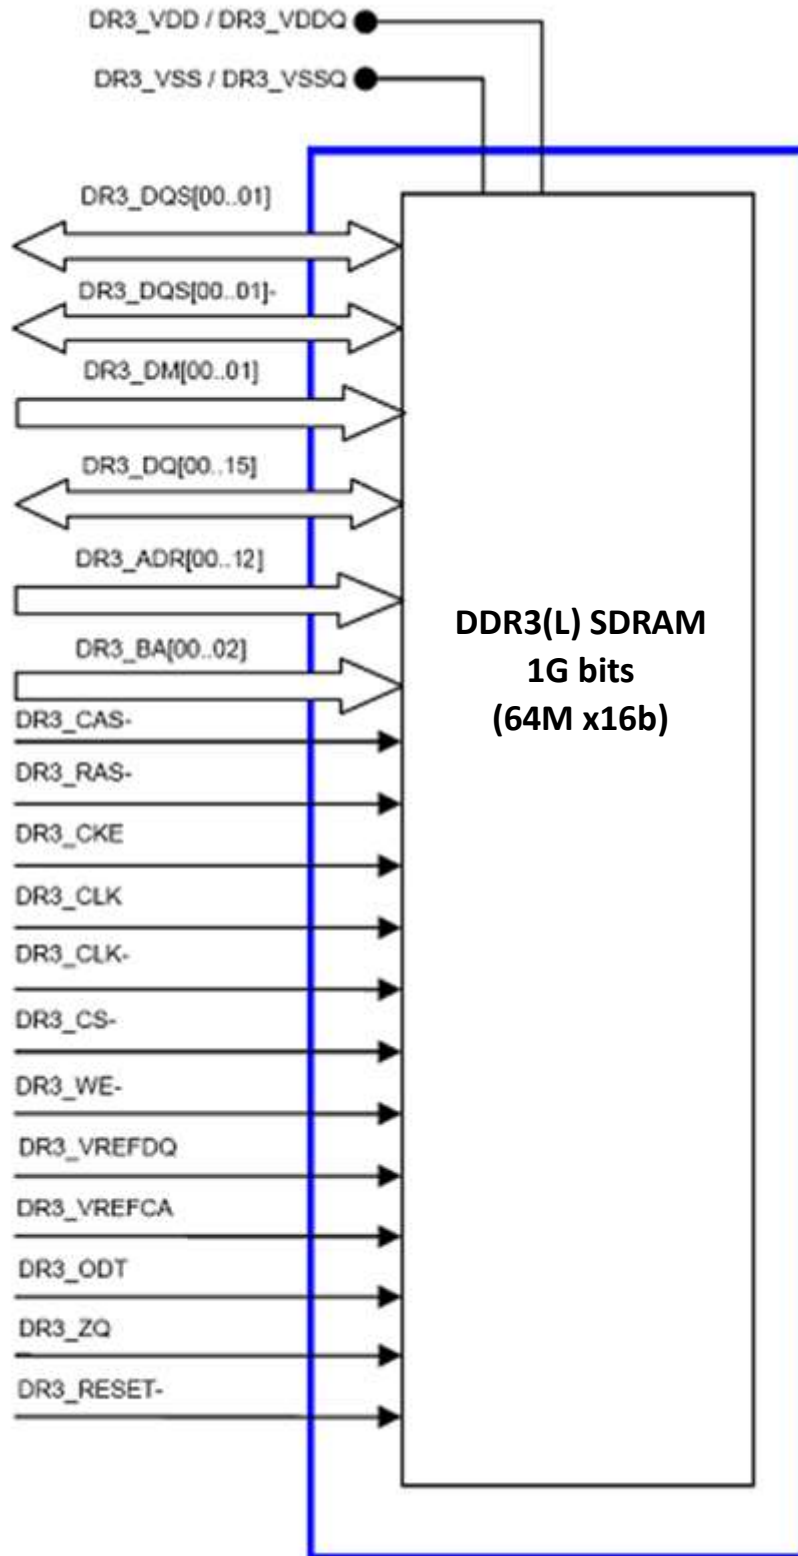 DR3_VDD / DR3_VDDQ
DR3_VSS / DR3_VSSQ
DR3_DQS[00..01]
DR3_DQS[00..01]-
DR3_DM[00..01]
DR3_DQ[00..15]
DR3_ADR[00..12]
DR3_BA[00..02]
DR3_CAS-
DR3_RAS-
DR3_CKE
DR3_CLK
DR3_CLK-
DR3_CS-
DR3_WE-
DR3_VREFDQ
DR3_VREFCA
DR3_ODT
DR3_ZQ
DR3_RESET-
DDR3(L) SDRAM
1G bits
(64M x16b)